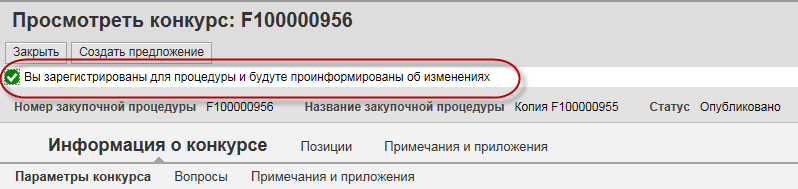 Просмотреть конкурс: F100000956
Закрыть Создать предложение
Вы зарегистрированы для процедуры и будуте проинформированы об изменениях
Номер закупочной процедуры F100000956 Название закупочной процедуры Копия F100000955 Статус Опубликовано
Информация о конкурсе Позиции Примечания и приложения
Параметры конкурса Вопросы Примечания и приложения